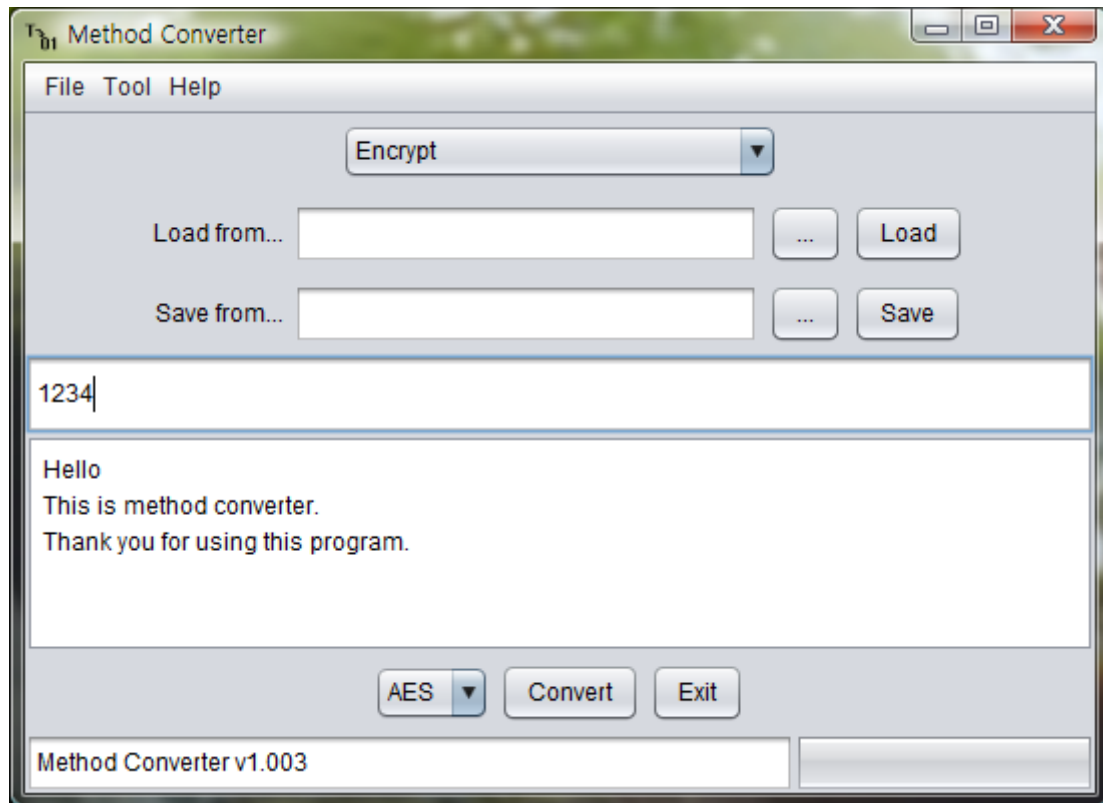 Method Converter
File Tool Help
Encrypt
Load from... ... Load
Save from... ... Save
1234
Hello
This is method converter.
Thank you for using this program.
AES Convert Exit
Method Converter v1.003